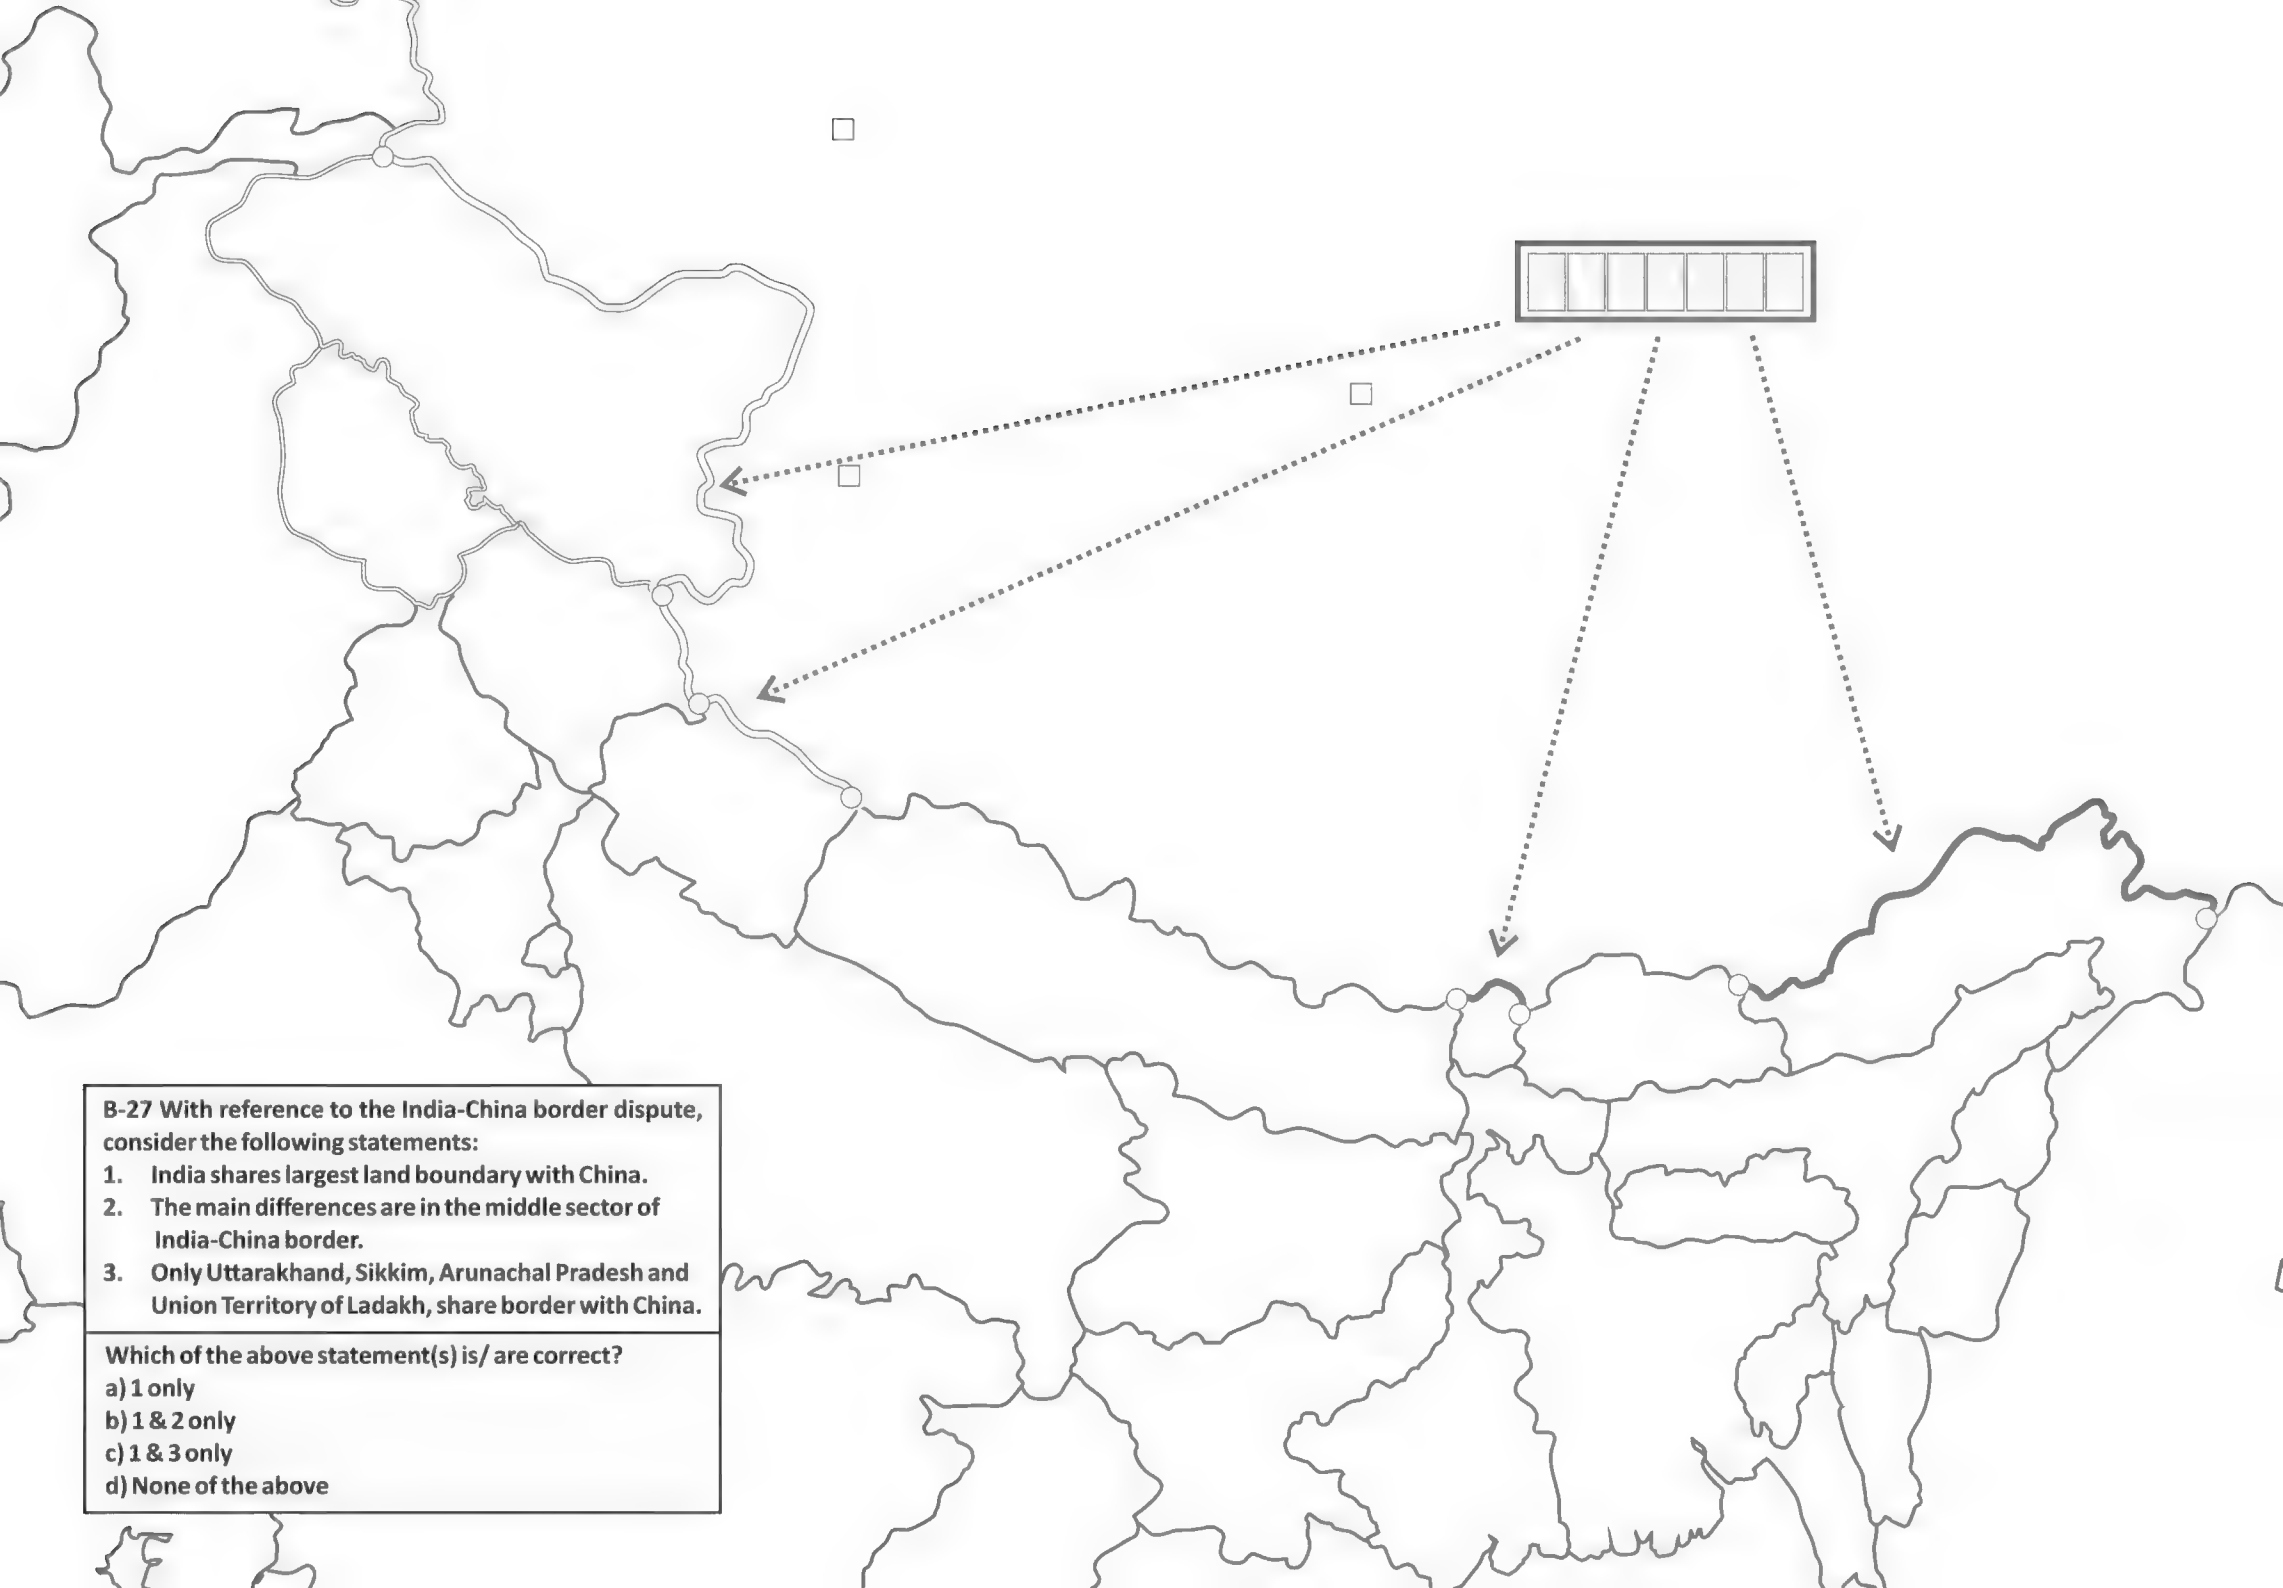 B-27 With reference to the India-China border dispute,
consider the following statements:
1. India shares largest land boundary with China.
2. The main differences are in the middle sector of
India-China border.
3. Only Uttarakhand, Sikkim, Arunachal Pradesh and
Union Territory of Ladakh, share border with China.
Which of the above statement(s) is/ are correct?
a) 1 only
b) 1 & 2 only
c) 1 & 3 only
d) None of the above